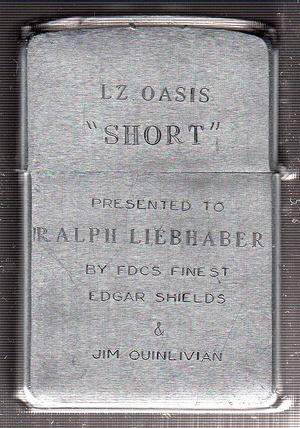 LZ OASIS
"SHORT"
PRESENTED TO
RALPH LIEBHABER
BY FDCS FINEST
EDGAR SHIELDS
&
JIM QUINLIVIAN